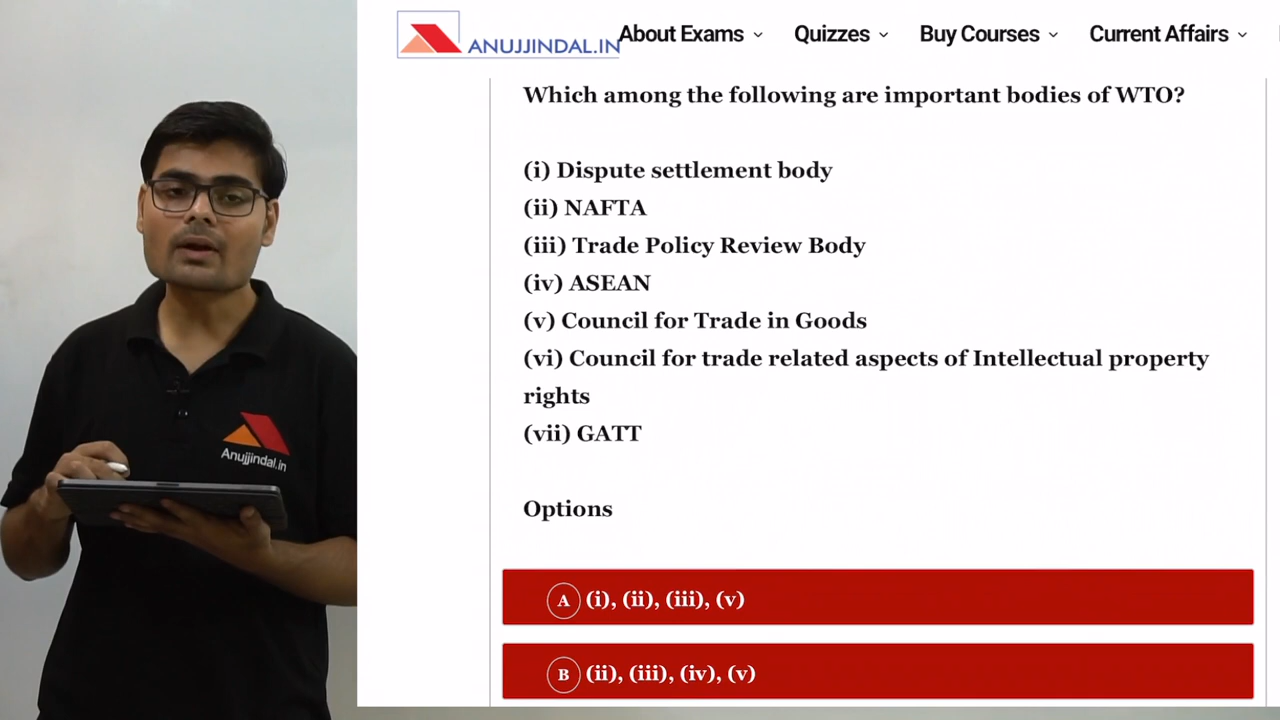 ANUJJINDAL.IN
About Exams
Quizzes
Buy Courses
Current Affairs
Which among the following are important bodies of WTO?
(i) Dispute settlement body
(ii) NAFTA
(iii) Trade Policy Review Body
(iv) ASEAN
(v) Council for Trade in Goods
(vi) Council for trade related aspects of Intellectual property
rights
(vii) GATT
Options
A (i), (ii), (iii), (v)
B (ii), (iii), (iv), (v)
Anujjindal.in